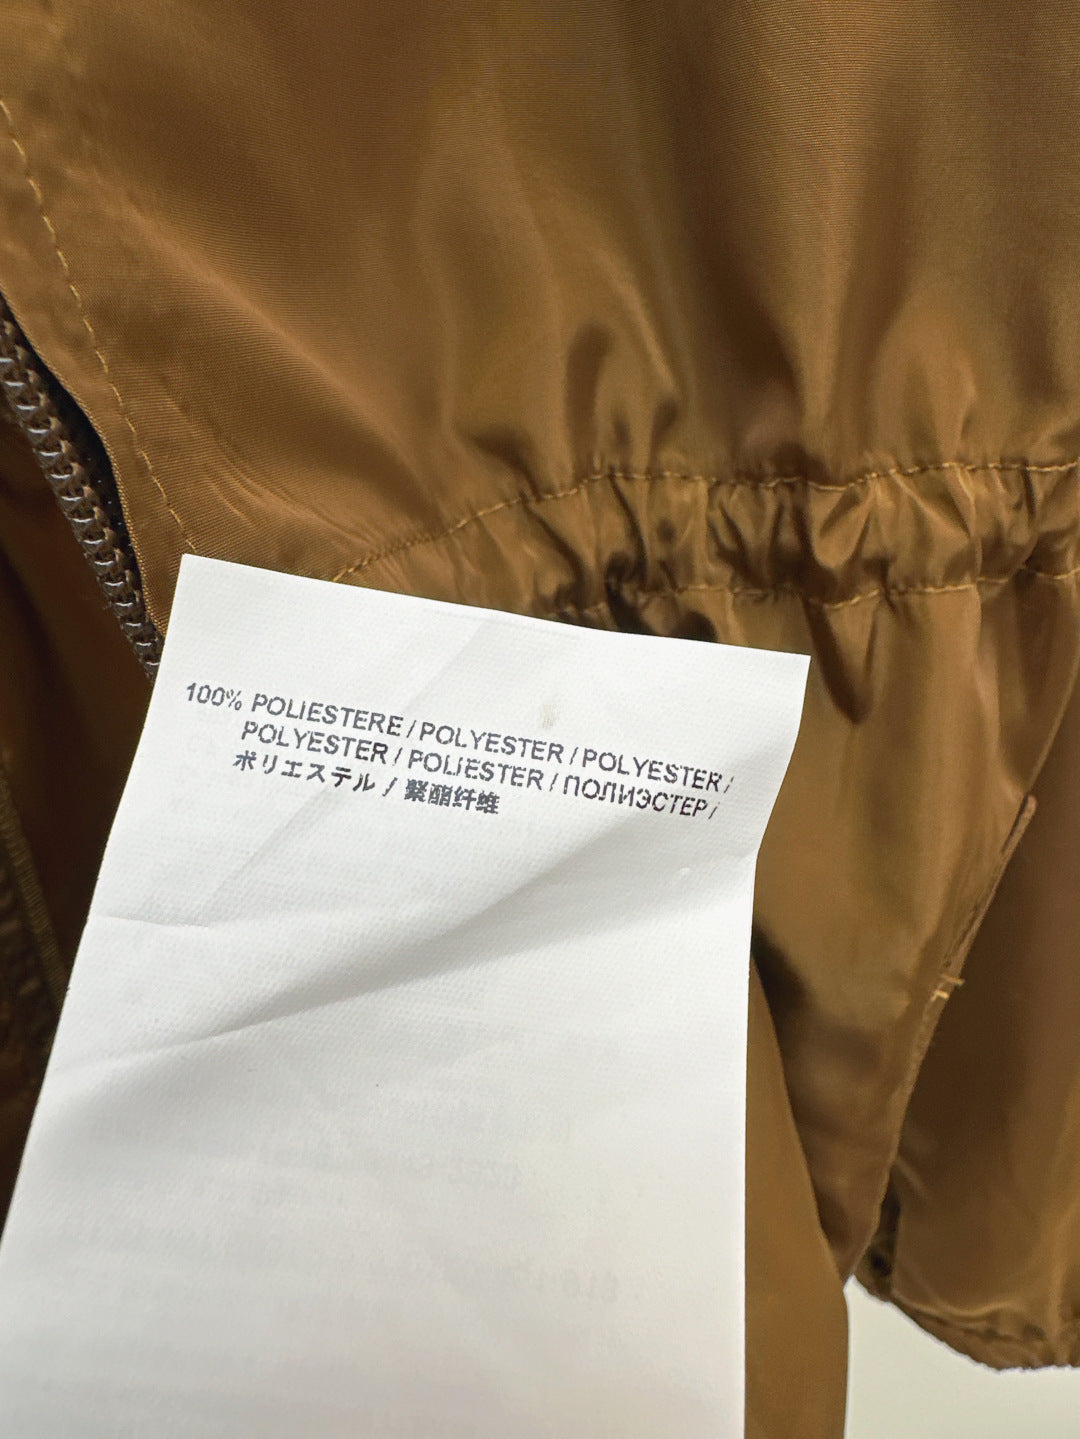 100% POLIESTERE / POLYESTER / POLYESTER /
POLYESTER / POLIESTER / ПОЛИЭСТЕР /
ポリエステル / 聚酯纤维